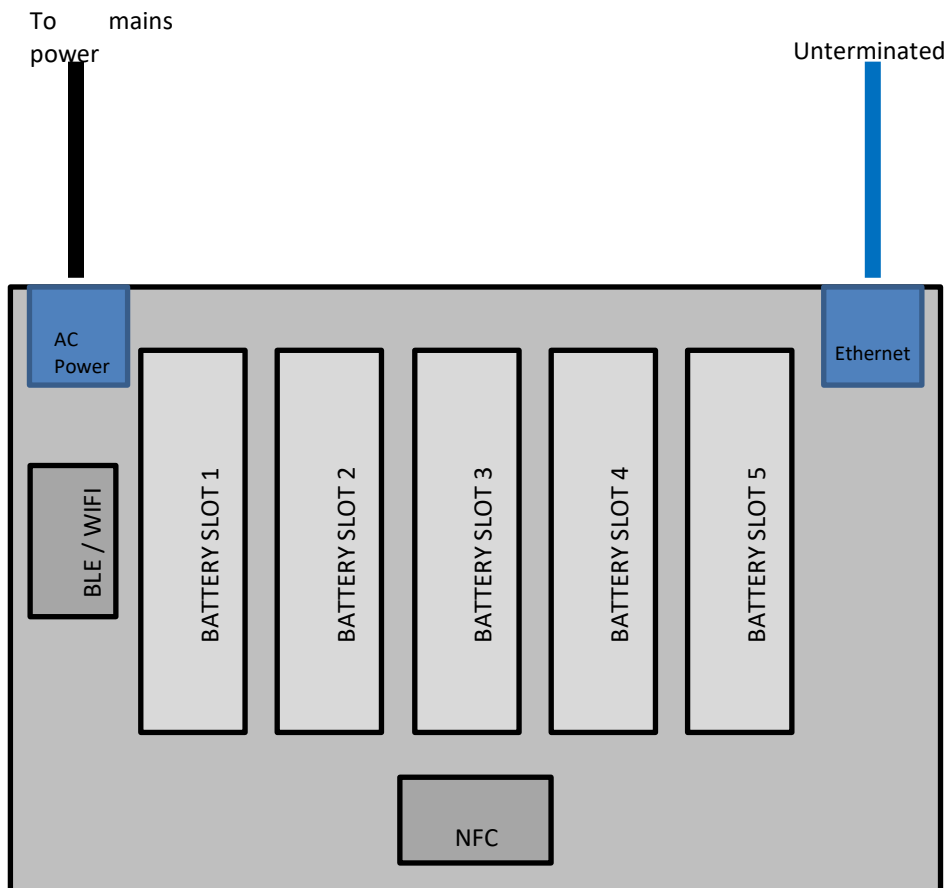 To mains
power
Unterminated
AC
Power
Ethernet
BLE / WIFI
BATTERY SLOT 1
BATTERY SLOT 2
BATTERY SLOT 3
BATTERY SLOT 4
BATTERY SLOT 5
NFC